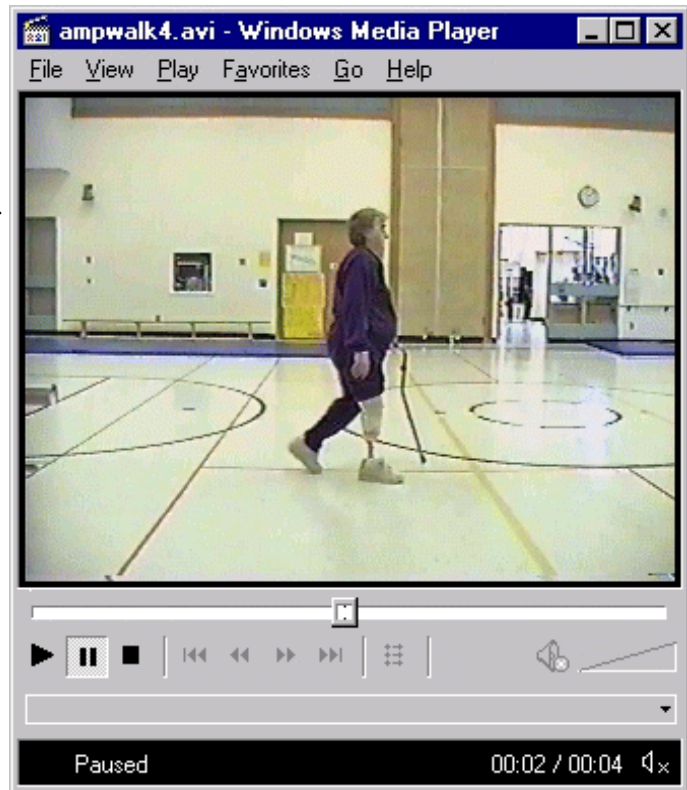 ampwalk4.avi - Windows Media Player
File View Play Favorites Go Help
Paused 00:02 / 00:04